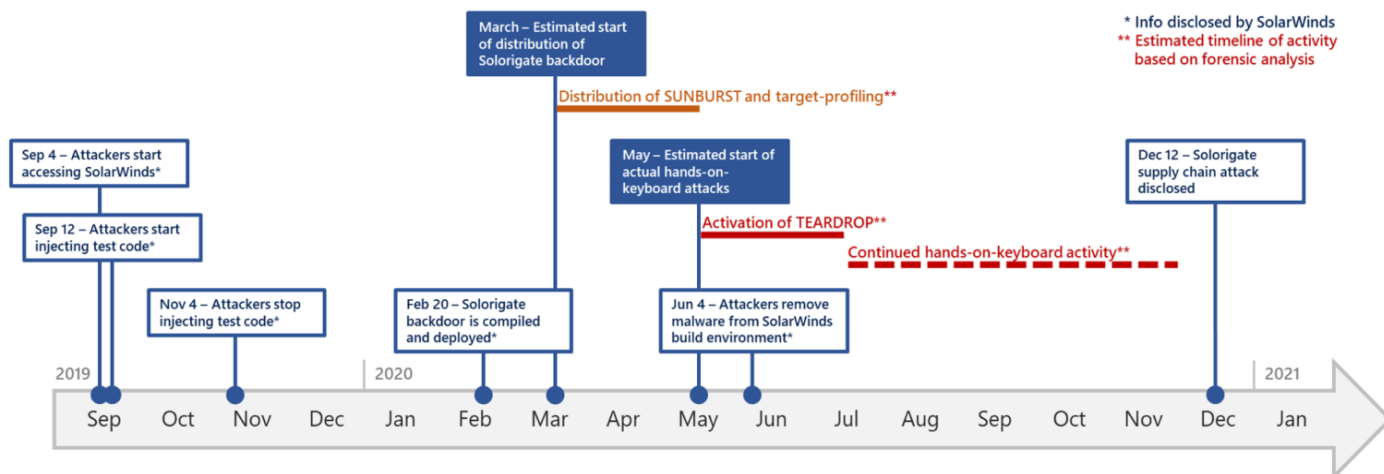 March – Estimated start
of distribution of
Solorigate backdoor
* Info disclosed by SolarWinds
** Estimated timeline of activity
based on forensic analysis
Distribution of SUNBURST and target-profiling**
Sep 4 – Attackers start
accessing SolarWinds*
May – Estimated start of
actual hands-on-
keyboard attacks
Dec 12 – Solorigate
supply chain attack
disclosed
Sep 12 – Attackers start
injecting test code*
Activation of TEARDROP**
Continued hands-on-keyboard activity**
Nov 4 – Attackers stop
injecting test code*
Feb 20 – Solorigate
backdoor is compiled
and deployed*
Jun 4 – Attackers remove
malware from SolarWinds
build environment*
2019 2020 2021
Sep Oct Nov Dec Jan Feb Mar Apr May Jun Jul Aug Sep Oct Nov Dec Jan